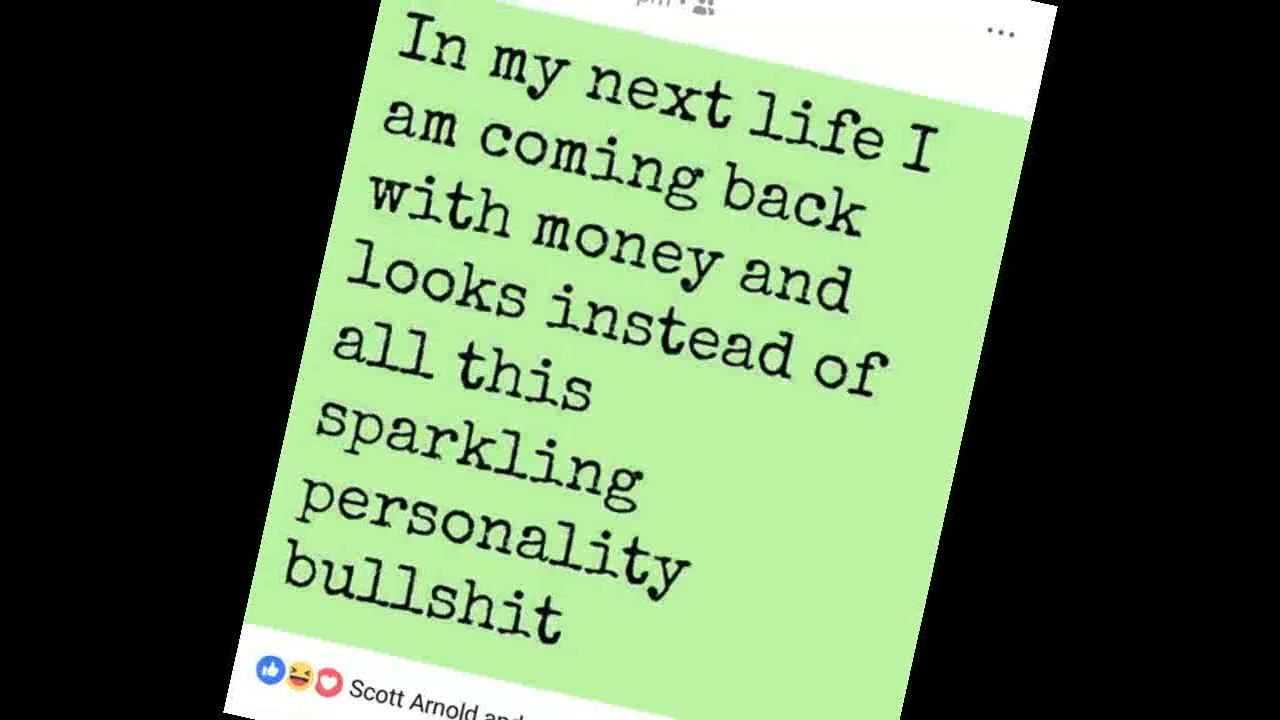 In my next life I
am coming back
with money and
looks instead of
all this
sparkling
personality
bullshit
Scott Arnold and